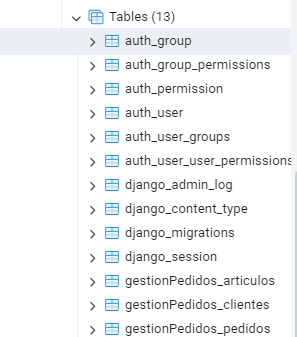 Tables (13)
auth_group
auth_group_permissions
auth_permission
auth_user
auth_user_groups
auth_user_user_permissions
django_admin_log
django_content_type
django_migrations
django_session
gestionPedidos_articulos
gestionPedidos_clientes
gestionPedidos_pedidos